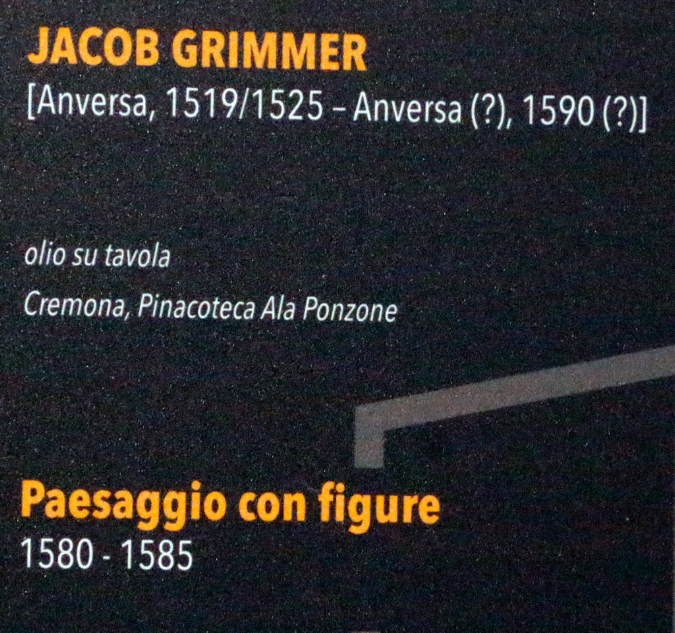 JACOB GRIMMER
[Anversa, 1519/1525 – Anversa (?), 1590 (?)]
olio su tavola
Cremona, Pinacoteca Ala Ponzone
Paesaggio con figure
1580 - 1585